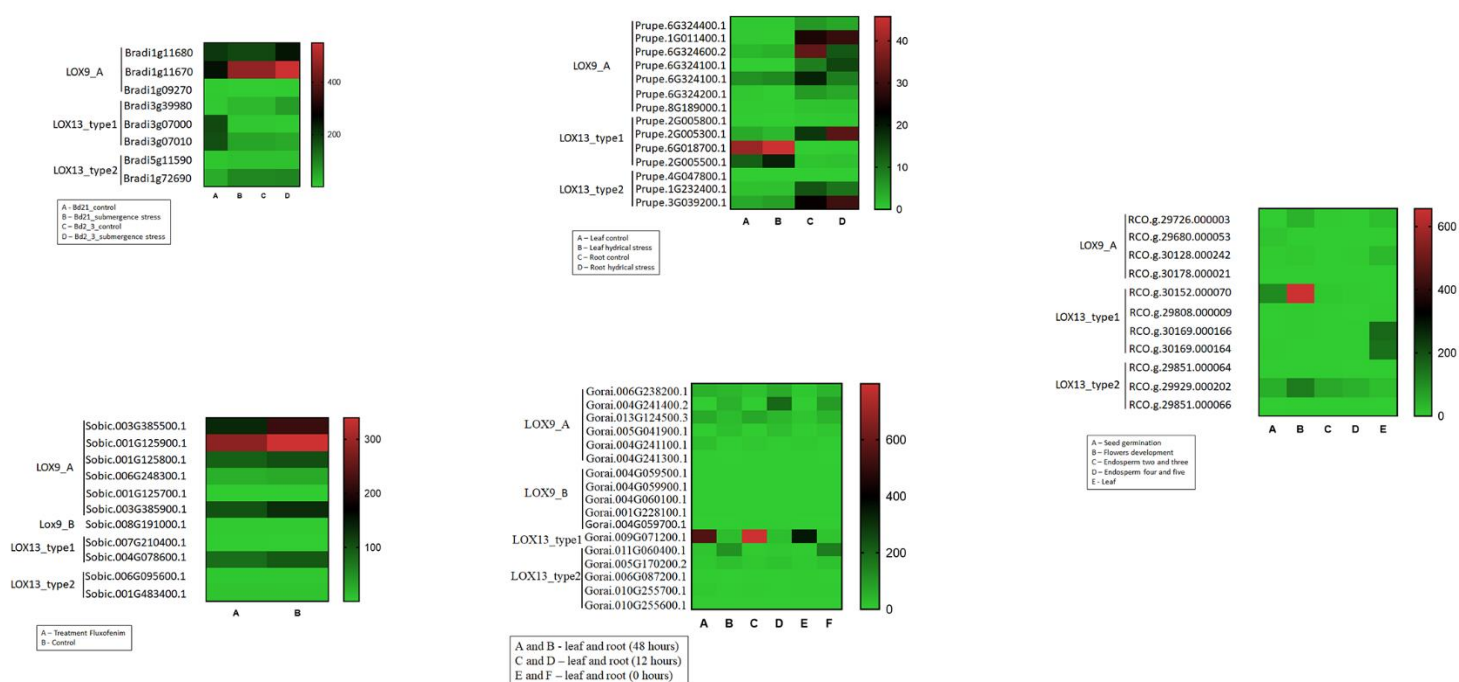 LOX9_A
Bradi1g11680
Bradi1g11670
Bradi1g09270
LOX13_type1
Bradi3g39980
Bradi3g07000
Bradi3g07010
LOX13_type2
Bradi5g11590
Bradi1g72690
400
200
A B C D
A - Bd21_control
B – Bd21_submergence stress
C – Bd2_3_control
D – Bd2_3_submergence stress
LOX9_A
Prupe.6G324400.1
Prupe.1G011400.1
Prupe.6G324600.2
Prupe.6G324100.1
Prupe.6G324100.1
Prupe.6G324200.1
Prupe.8G189000.1
LOX13_type1
Prupe.2G005800.1
Prupe.2G005300.1
Prupe.6G018700.1
Prupe.2G005500.1
LOX13_type2
Prupe.4G047800.1
Prupe.1G232400.1
Prupe.3G039200.1
40
30
20
10
0
A B C D
A – Leaf control
B – Leaf hydrical stress
C – Root control
D – Root hydrical stress
LOX9_A
RCO.g.29726.000003
RCO.g.29680.000053
RCO.g.30128.000242
RCO.g.30178.000021
LOX13_type1
RCO.g.30152.000070
RCO.g.29808.000009
RCO.g.30169.000166
RCO.g.30169.000164
LOX13_type2
RCO.g.29851.000064
RCO.g.29929.000202
RCO.g.29851.000066
600
400
200
0
A B C D E
A – Seed germination
B – Flowers development
C – Endosperm two and three
D – Endosperm four and five
E - Leaf
LOX9_A
Sobic.003G385500.1
Sobic.001G125900.1
Sobic.001G125800.1
Sobic.006G248300.1
Sobic.001G125700.1
Sobic.003G385900.1
Lox9_B
Sobic.008G191000.1
LOX13_type1
Sobic.007G210400.1
Sobic.004G078600.1
LOX13_type2
Sobic.006G095600.1
Sobic.001G483400.1
300
200
100
A B
A – Treatment Fluxofenim
B - Control
LOX9_A
Gorai.006G238200.1
Gorai.004G241400.2
Gorai.013G124500.3
Gorai.005G041900.1
Gorai.004G241100.1
Gorai.004G241300.1
LOX9_B
Gorai.004G059500.1
Gorai.004G059900.1
Gorai.004G060100.1
Gorai.001G228100.1
Gorai.004G059700.1
LOX13_type1
Gorai.009G071200.1
LOX13_type2
Gorai.011G060400.1
Gorai.005G170200.2
Gorai.006G087200.1
Gorai.010G255700.1
Gorai.010G255600.1
600
400
200
0
A B C D E F
A and B - leaf and root (48 hours)
C and D – leaf and root (12 hours)
E and F – leaf and root (0 hours)